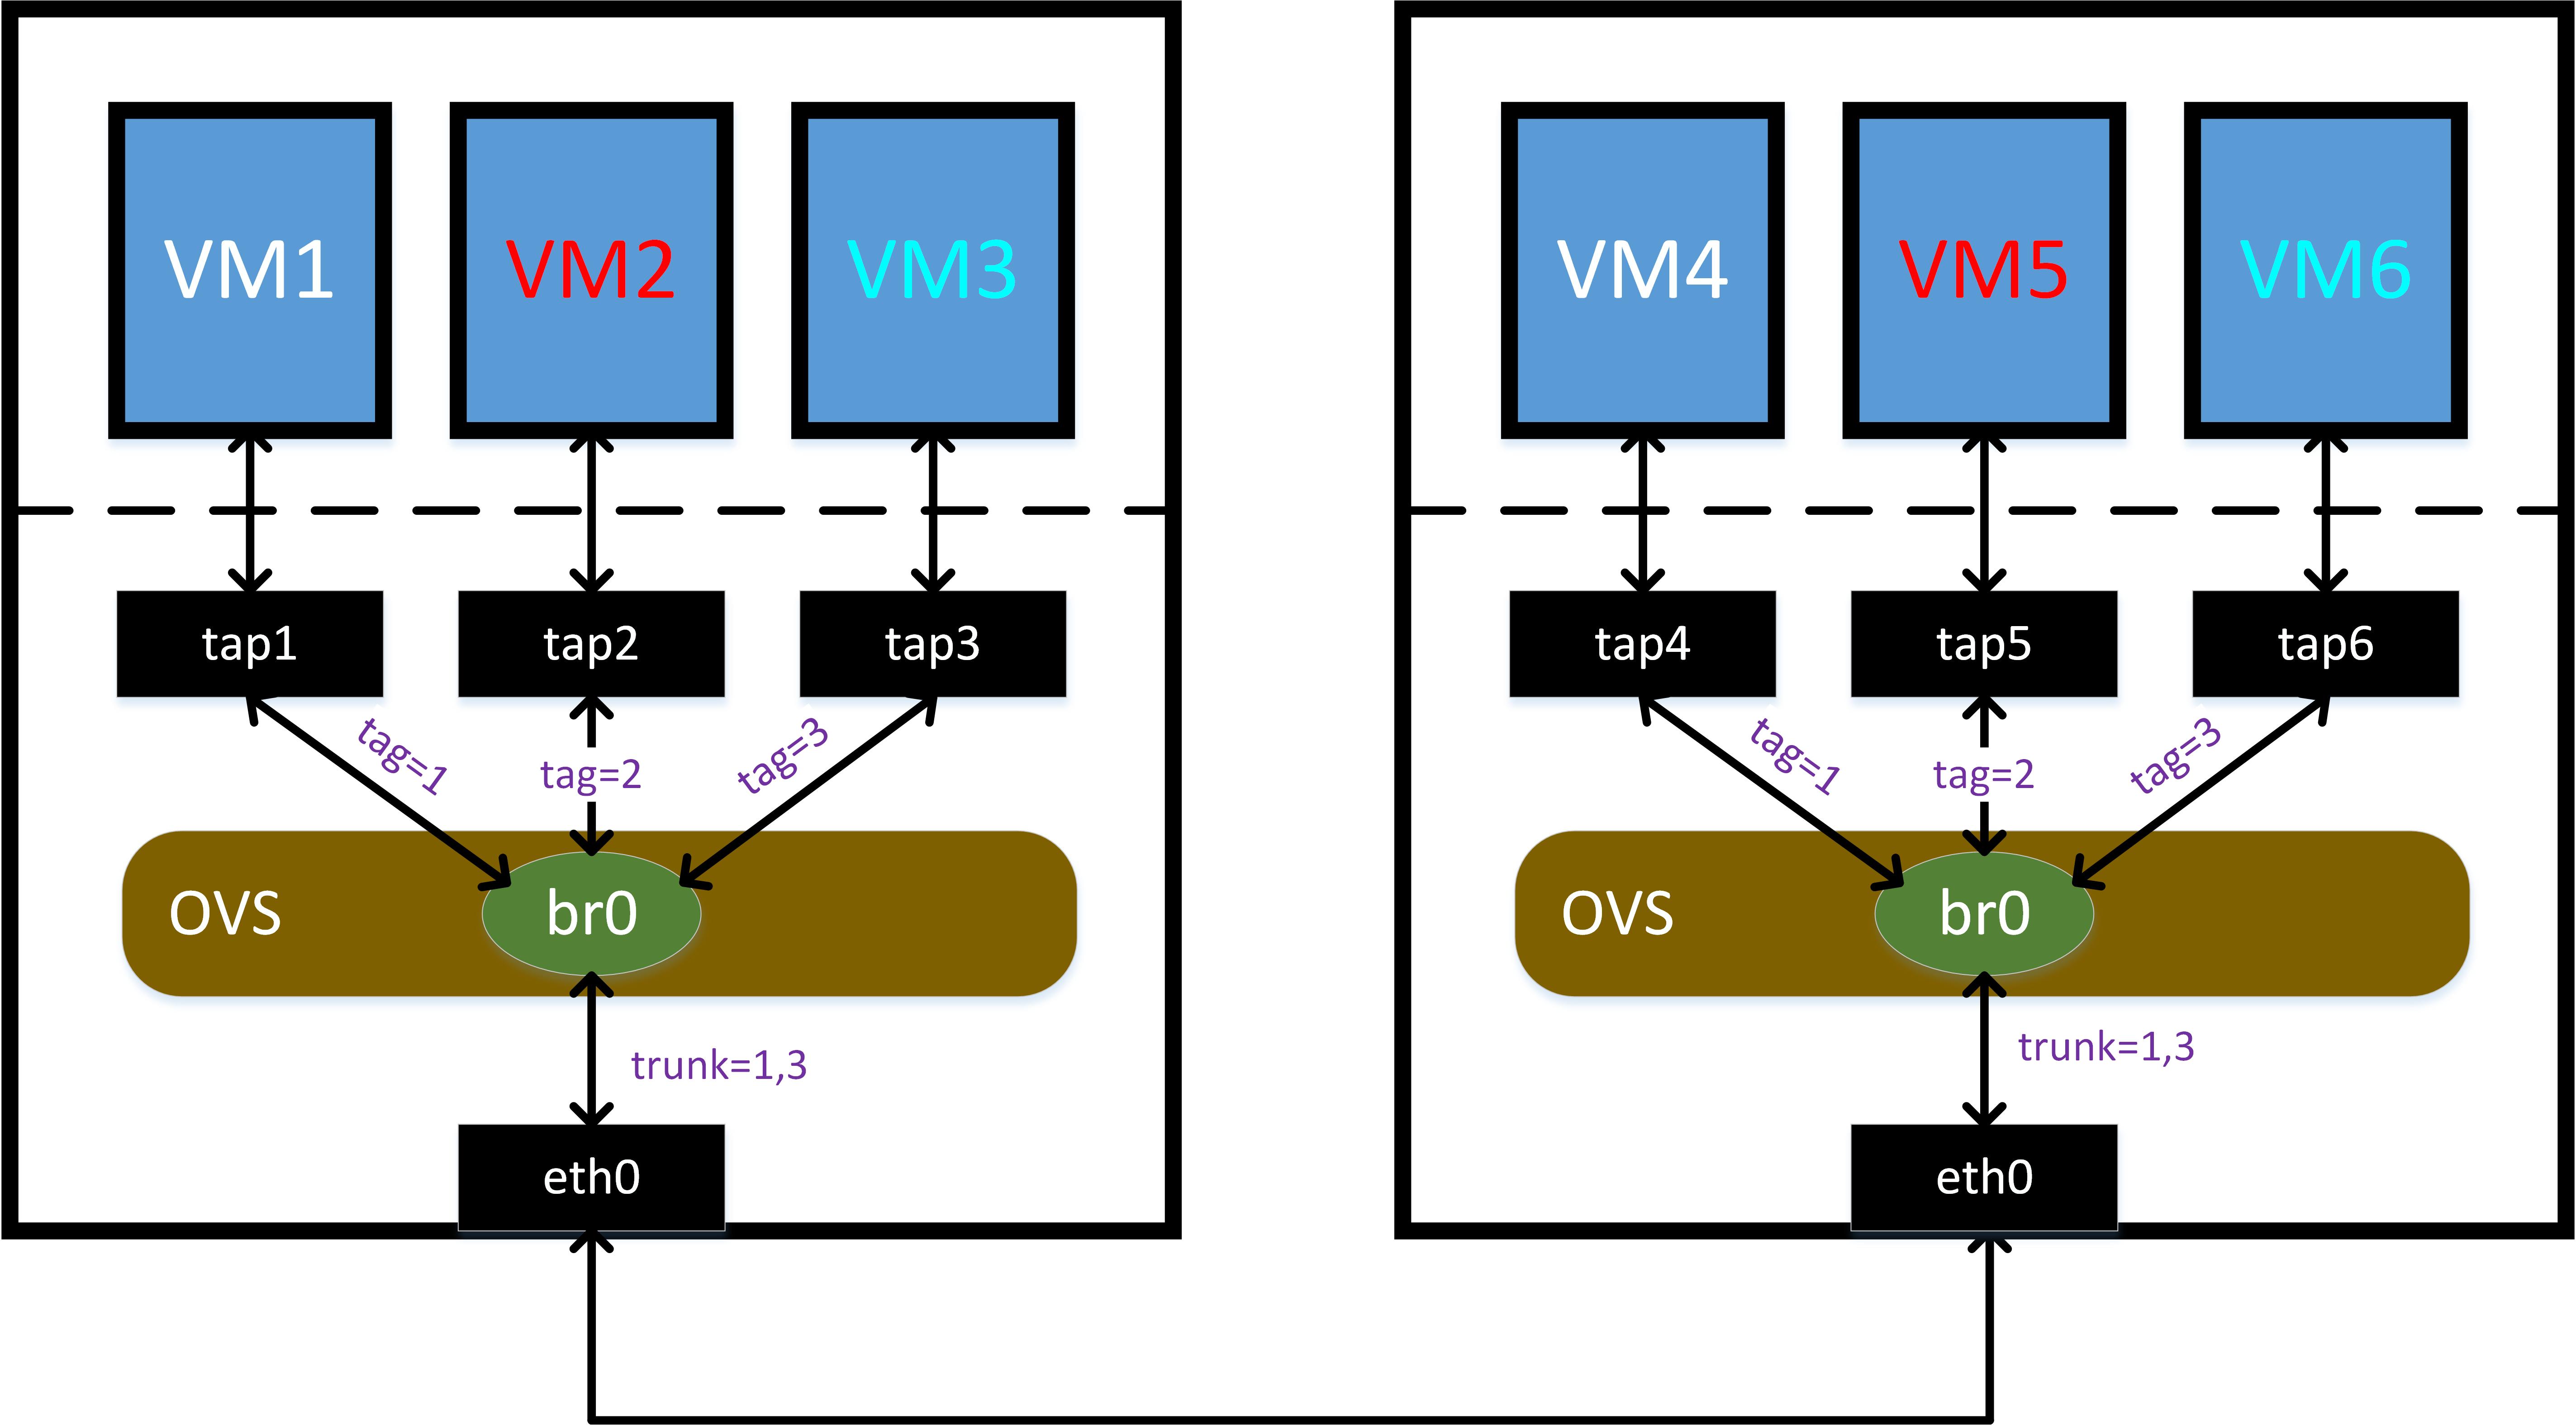 VM1
VM2
VM3
tap1
tap2
tap3
tag=1
tag=2
tag=3
OVS
br0
trunk=1,3
eth0
VM4
VM5
VM6
tap4
tap5
tap6
tag=1
tag=2
tag=3
OVS
br0
trunk=1,3
eth0